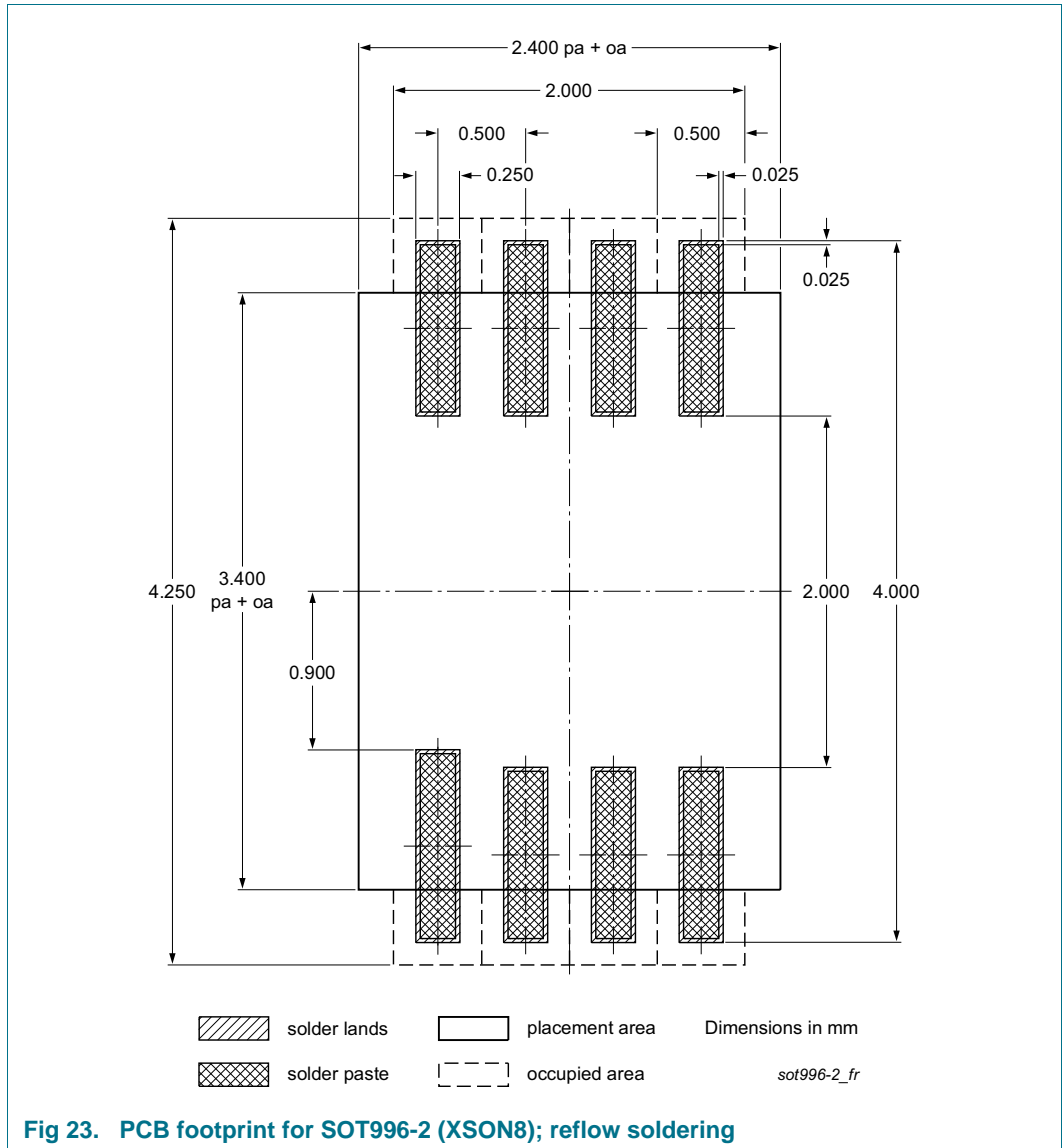 2.400 pa + oa
2.000
0.500 0.500
0.250 0.025
0.025
4.250 3.400 2.000 4.000
pa + oa
0.900
solder lands placement area Dimensions in mm
solder paste occupied area sot996-2_fr
Fig 23. PCB footprint for SOT996-2 (XSON8); reflow soldering